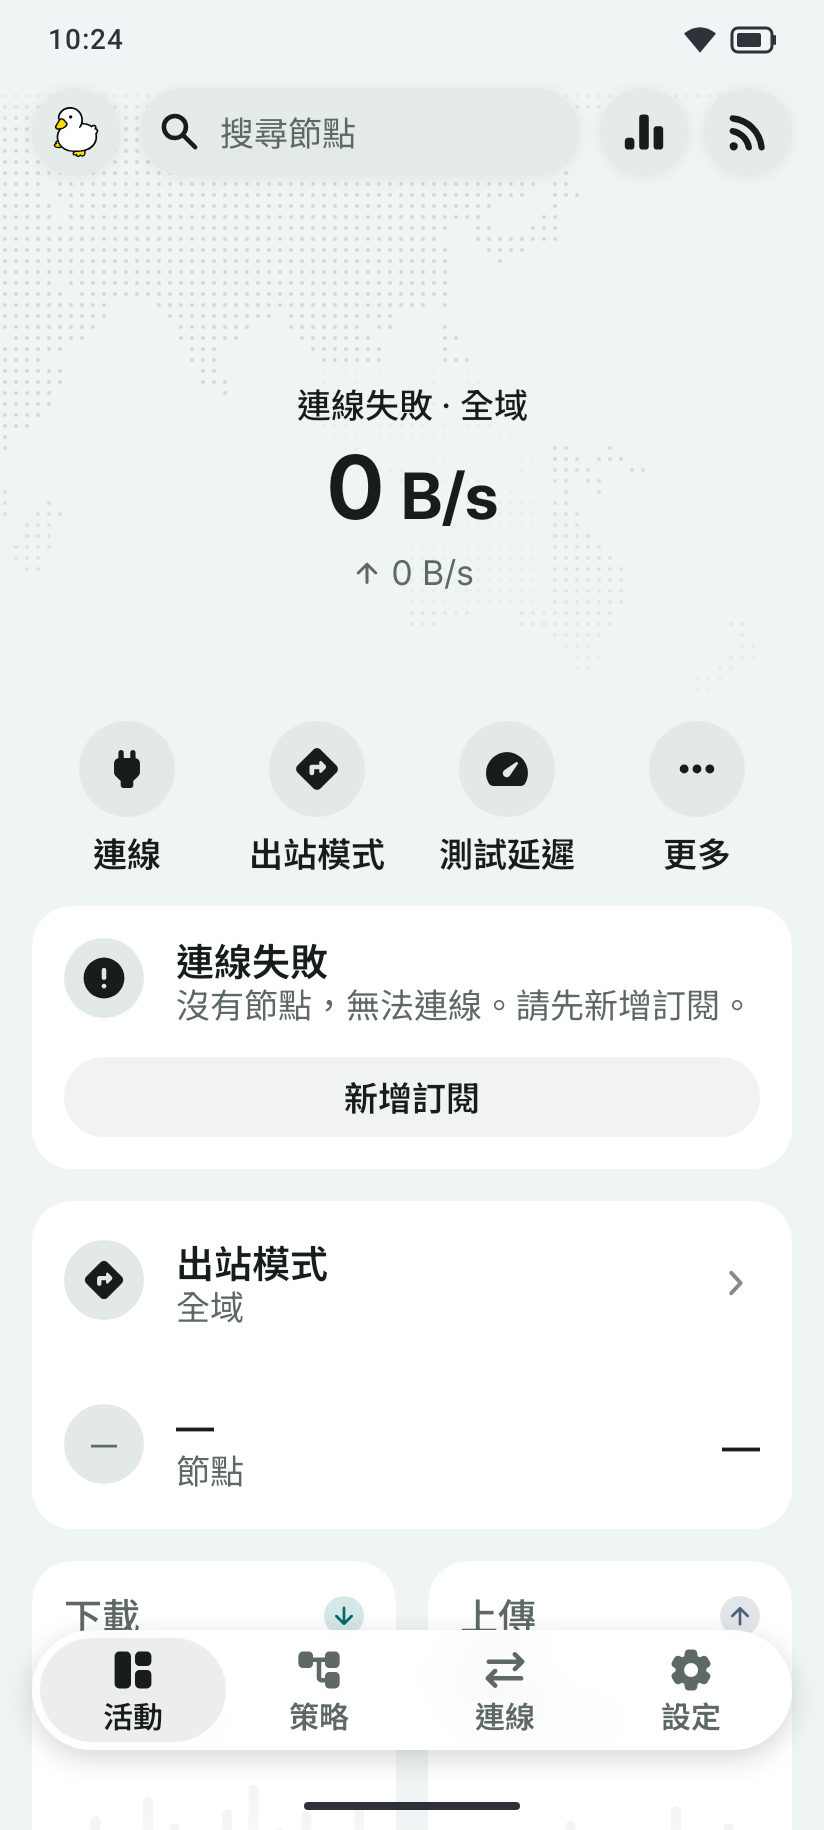 10:24
搜尋節點
連線失敗 · 全域
0 B/s
↑ 0 B/s
連線
出站模式
測試延遲
更多
連線失敗
沒有節點，無法連線。請先新增訂閱。
新增訂閱
出站模式
全域
—
—
節點
—
下載
上傳
活動
策略
連線
設定